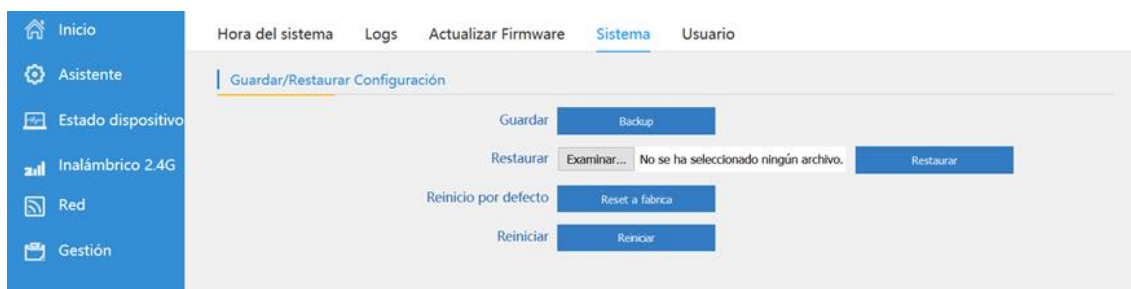 Inicio
Hora del sistema Logs Actualizar Firmware Sistema Usuario
Asistente
Guardar/Restaurar Configuración
Estado dispositivo
Guardar Backup
Inalámbrico 2.4G
Restaurar Examinar... No se ha seleccionado ningún archivo. Restaurar
Red
Reinicio por defecto Reset a fabrica
Reiniciar Reiniciar
Gestión